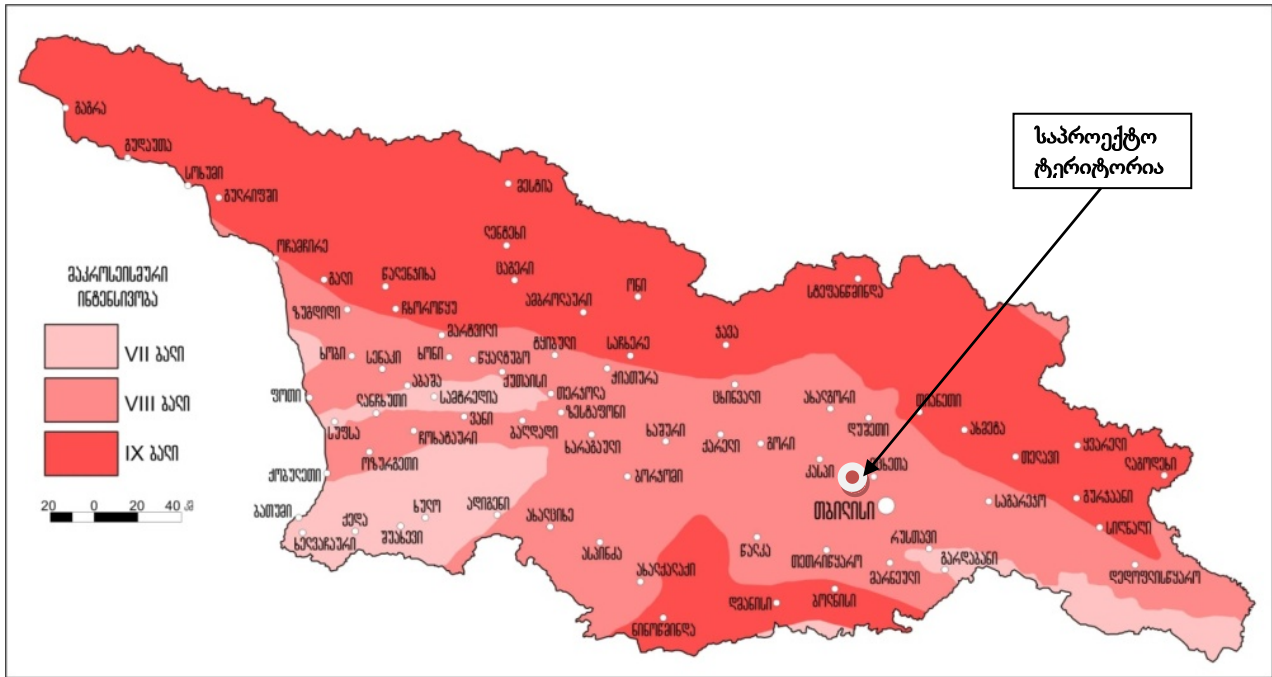 გაგრა
გუდაუთა
სოხუმი
გულრიფში
მესტია
საპროექტო
ტერიტორია
ოჩამჩირე
ლენტეხი
გალი
წალენჯიხა
ცაგერი
ონი
სტეფანწმინდა
მაკროსეისმური
ინტენსივობა
ზუგდიდი
ჩხოროწყუ
ამბროლაური
მარტვილი
ტყიბული
საჩხერე
ჯავა
VII ბალი
ხობი
სენაკი
ხონი
წყალტუბო
ჭიათურა
აბაშა
ქუთაისი
ცხინვალი
ახალგორი
თიანეთი
VIII ბალი
ფოთი
ლანჩხუთი
სამტრედია
თერჯოლა
ზესტაფონი
დუშეთი
ახმეტა
ყვარელი
IX ბალი
სუფსა
ჩოხატაური
ვანი
ბაღდადი
ხარაგაული
ხაშური
ქარელი
გორი
თელავი
ლაგოდეხი
ოზურგეთი
ქობულეთი
ბორჯომი
კასპი
20 0 20 40 კმ
ბათუმი
ქედა
ხულო
ადიგენი
ახალციხე
თბილისი
საგარეჯო
გურჯაანი
ხელვაჩაური
შუახევი
ასპინძა
წალკა
თეთრიწყარო
რუსთავი
სიღნაღი
ახალქალაქი
მარნეული
გარდაბანი
დედოფლისწყარო
ნინოწმინდა
დმანისი
ბოლნისი